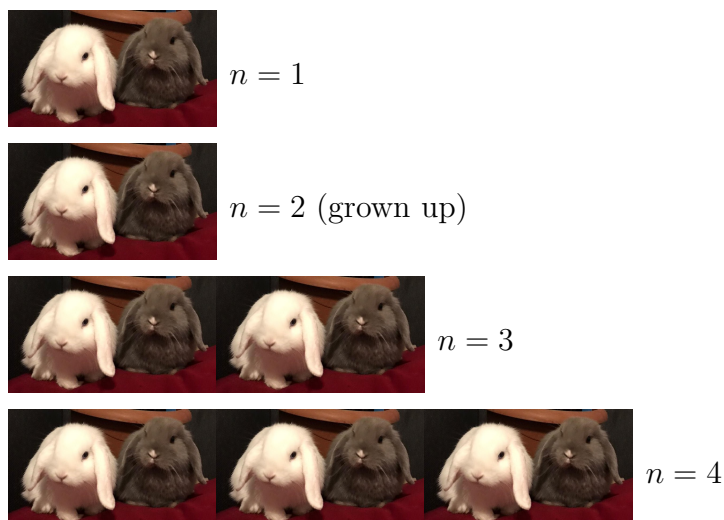 n = 1
n = 2 (grown up)
n = 3
n = 4